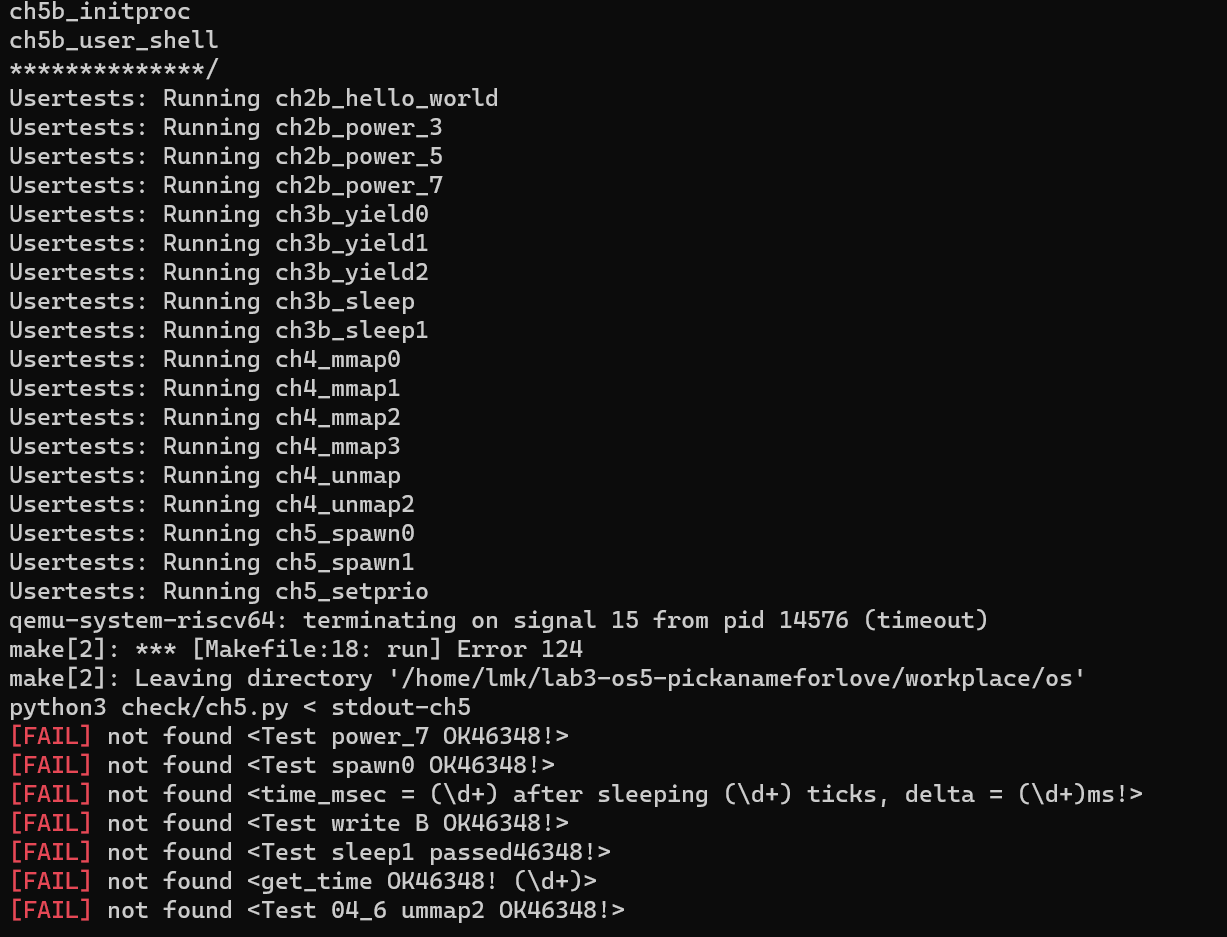 ch5b_initproc
ch5b_user_shell
**************/
Usertests: Running ch2b_hello_world
Usertests: Running ch2b_power_3
Usertests: Running ch2b_power_5
Usertests: Running ch2b_power_7
Usertests: Running ch3b_yield0
Usertests: Running ch3b_yield1
Usertests: Running ch3b_yield2
Usertests: Running ch3b_sleep
Usertests: Running ch3b_sleep1
Usertests: Running ch4_mmap0
Usertests: Running ch4_mmap1
Usertests: Running ch4_mmap2
Usertests: Running ch4_mmap3
Usertests: Running ch4_unmap
Usertests: Running ch4_unmap2
Usertests: Running ch5_spawn0
Usertests: Running ch5_spawn1
Usertests: Running ch5_setprio
qemu-system-riscv64: terminating on signal 15 from pid 14576 (timeout)
make[2]: *** [Makefile:18: run] Error 124
make[2]: Leaving directory '/home/lmk/lab3-os5-pickanameforlove/workplace/os'
python3 check/ch5.py < stdout-ch5
[FAIL] not found <Test power_7 OK46348!>
[FAIL] not found <Test spawn0 OK46348!>
[FAIL] not found <time_msec = (\d+) after sleeping (\d+) ticks, delta = (\d+)ms!>
[FAIL] not found <Test write B OK46348!>
[FAIL] not found <Test sleep1 passed46348!>
[FAIL] not found <get_time OK46348! (\d+)>
[FAIL] not found <Test 04_6 ummap2 OK46348!>